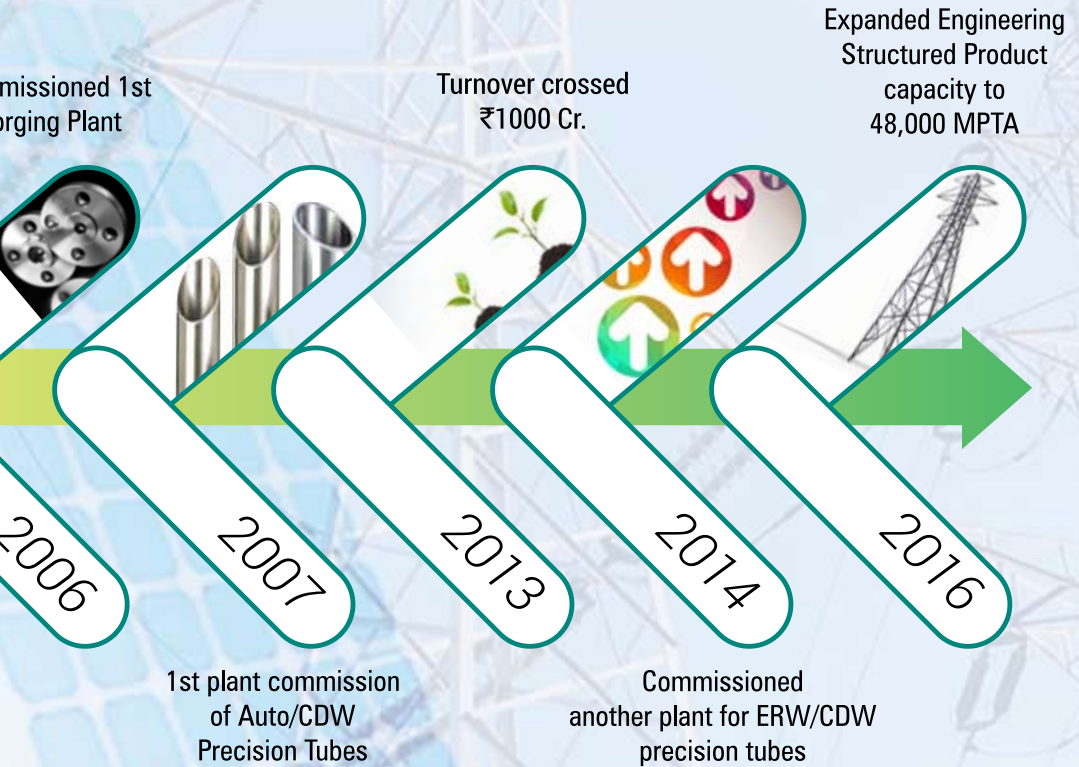 missioned 1st
orging Plant
Turnover crossed
₹1000 Cr.
Expanded Engineering
Structured Product
capacity to
48,000 MPTA
2006
2007
2013
2014
2016
1st plant commission
of Auto/CDW
Precision Tubes
Commissioned
another plant for ERW/CDW
precision tubes